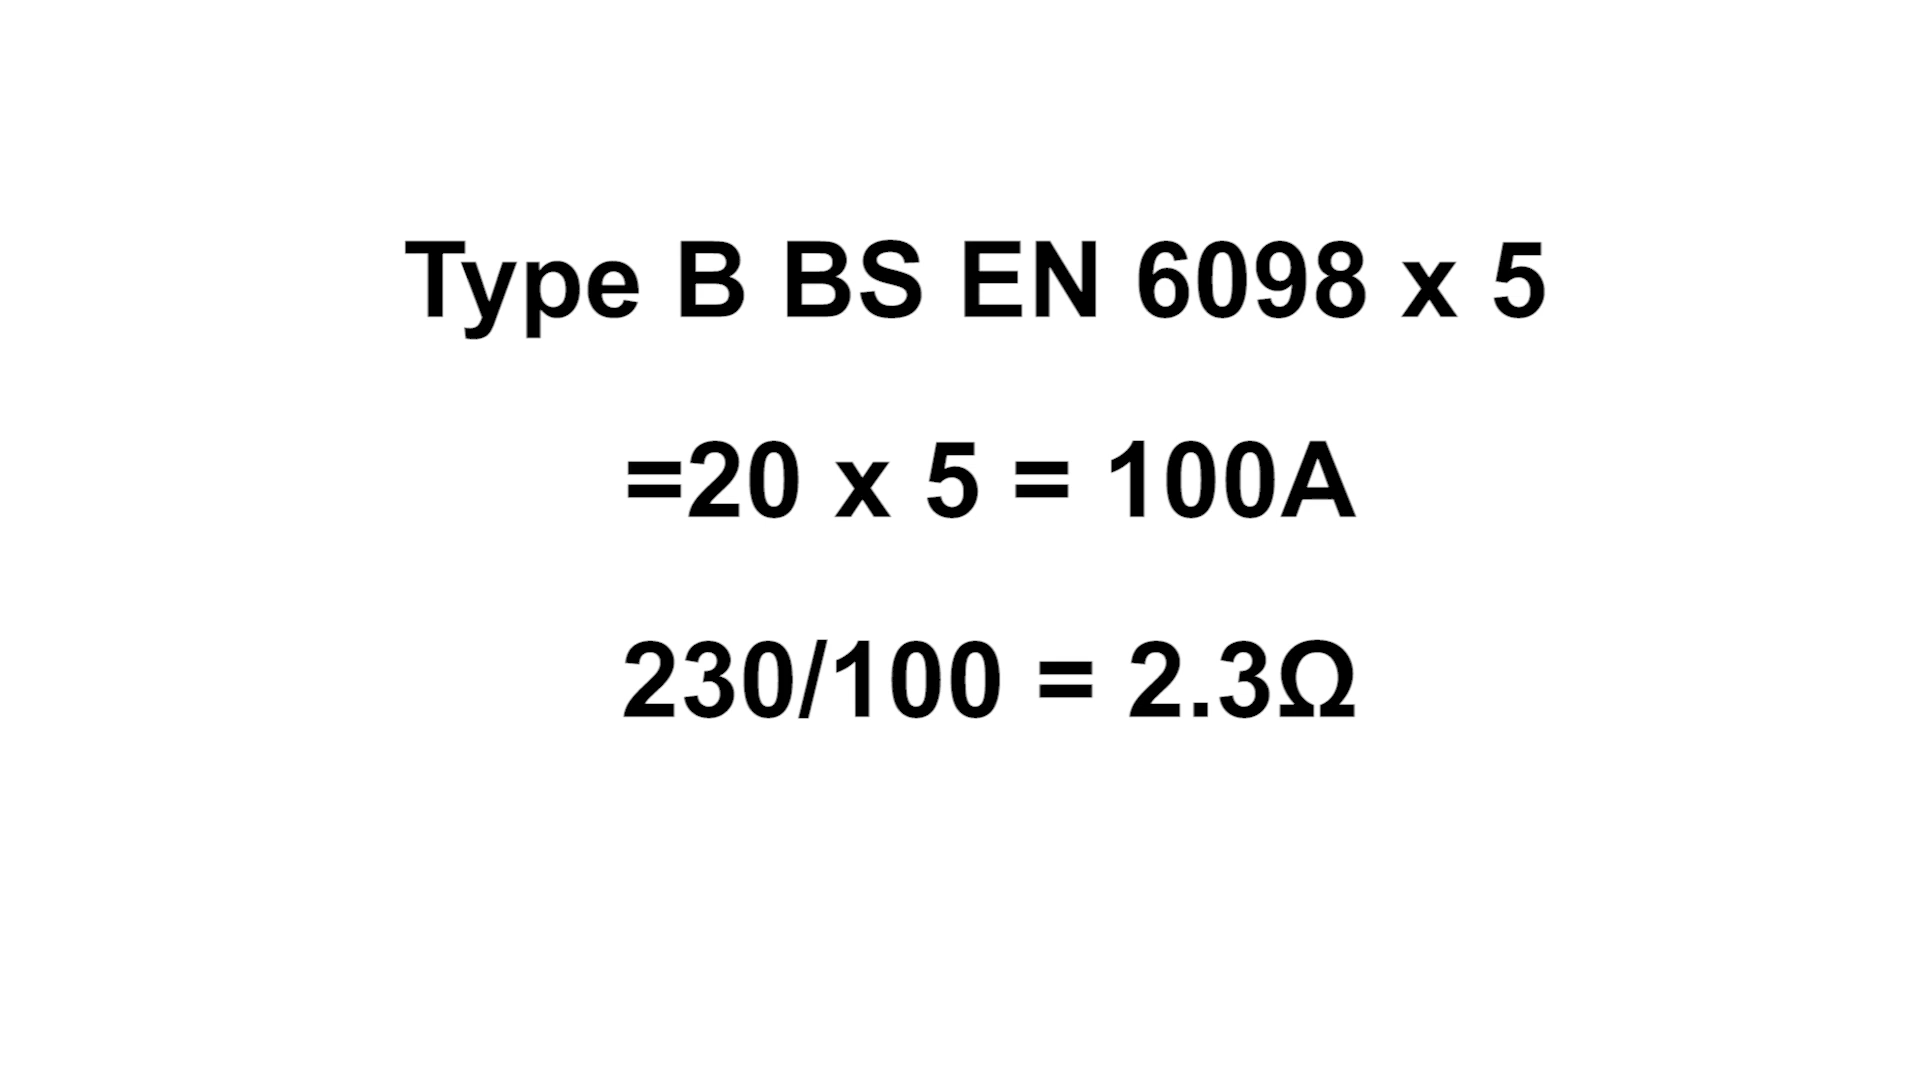 Type B BS EN 6098 x 5
=20 x 5 = 100A
230/100 = 2.3Ω